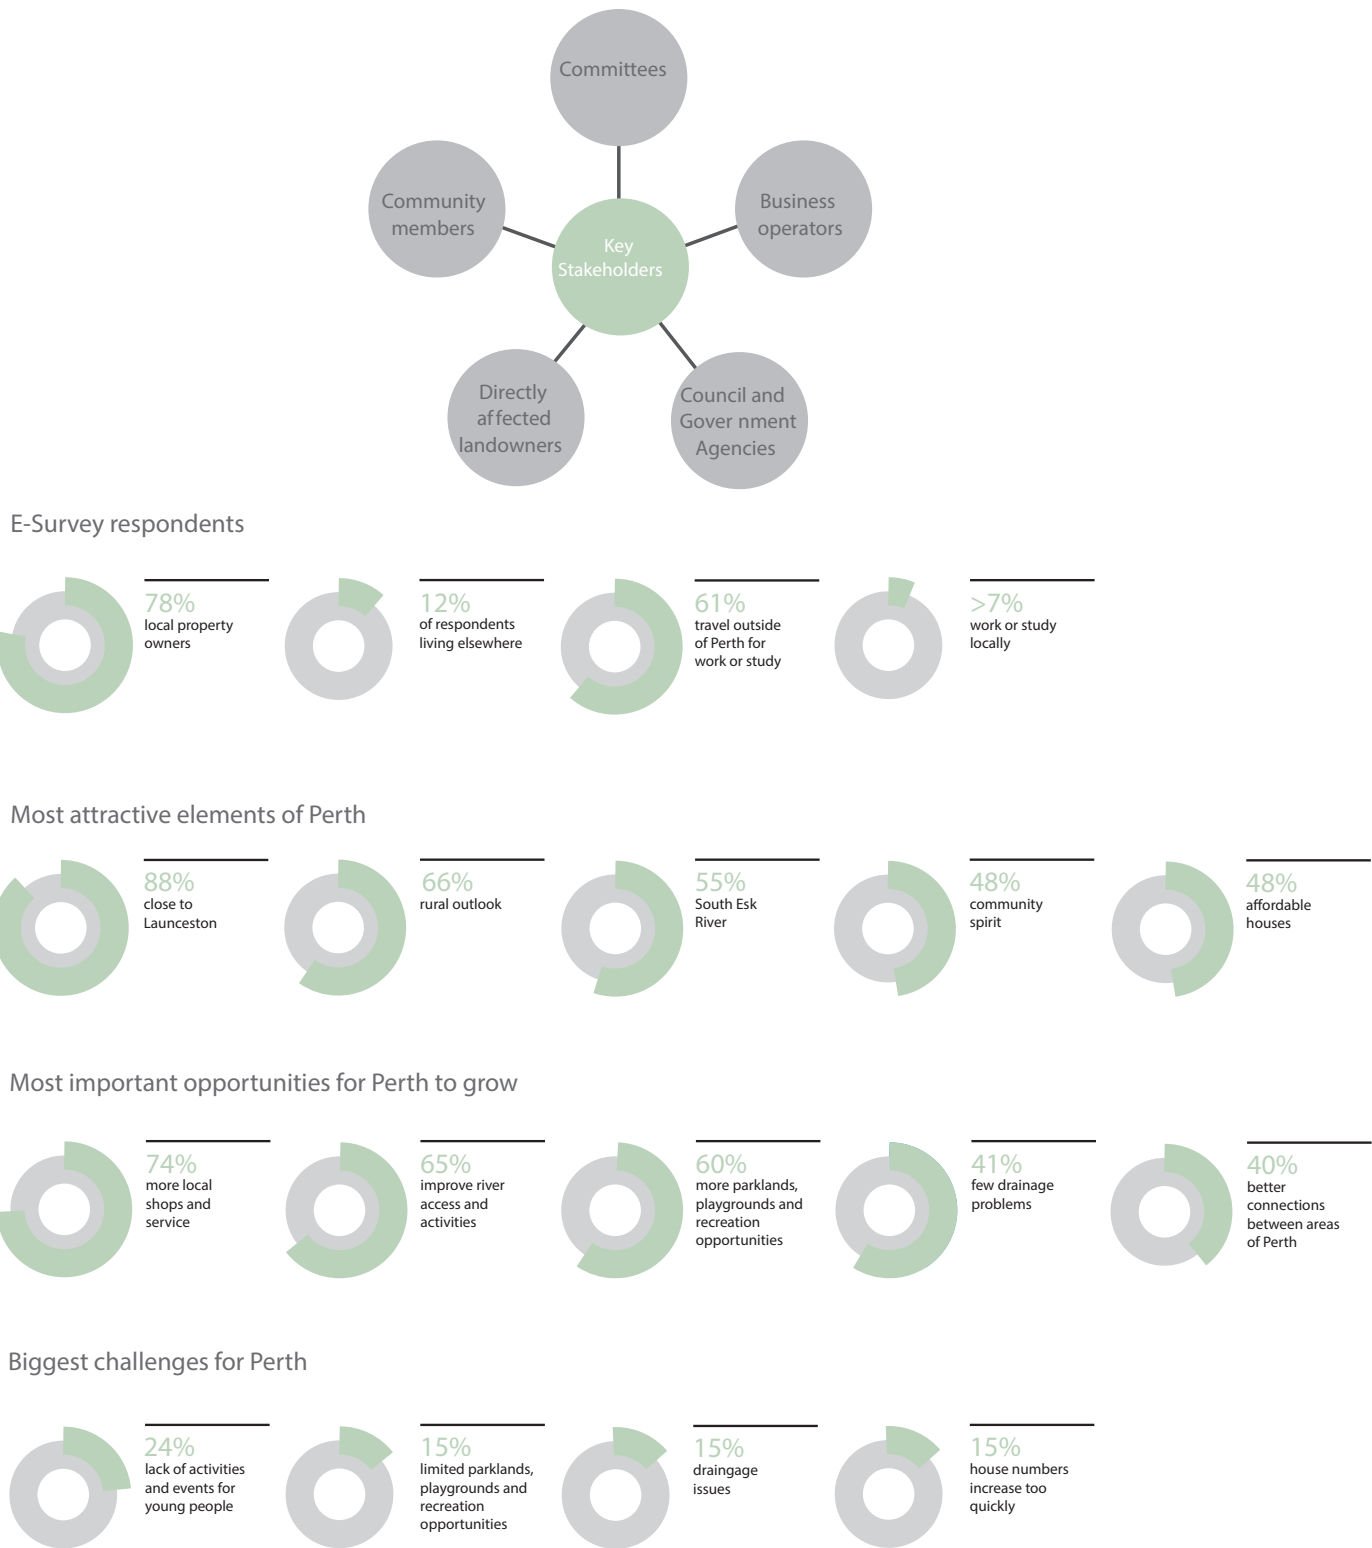 Committees
Community
members
Business
operators
Key
Stakeholders
Directly
affected
landowners
Council and
Gover nment
Agencies
E-Survey respondents
78%
local property
owners
12%
of respondents
living elsewhere
61%
travel outside
of Perth for
work or study
>7%
work or study
locally
Most attractive elements of Perth
88%
close to
Launceston
66%
rural outlook
55%
South Esk
River
48%
community
spirit
48%
affordable
houses
Most important opportunities for Perth to grow
74%
more local
shops and
service
65%
improve river
access and
activities
60%
more parklands,
playgrounds and
recreation
opportunities
41%
few drainage
problems
40%
better
connections
between areas
of Perth
Biggest challenges for Perth
24%
lack of activities
and events for
young people
15%
limited parklands,
playgrounds and
recreation
opportunities
15%
draingage
issues
15%
house numbers
increase too
quickly